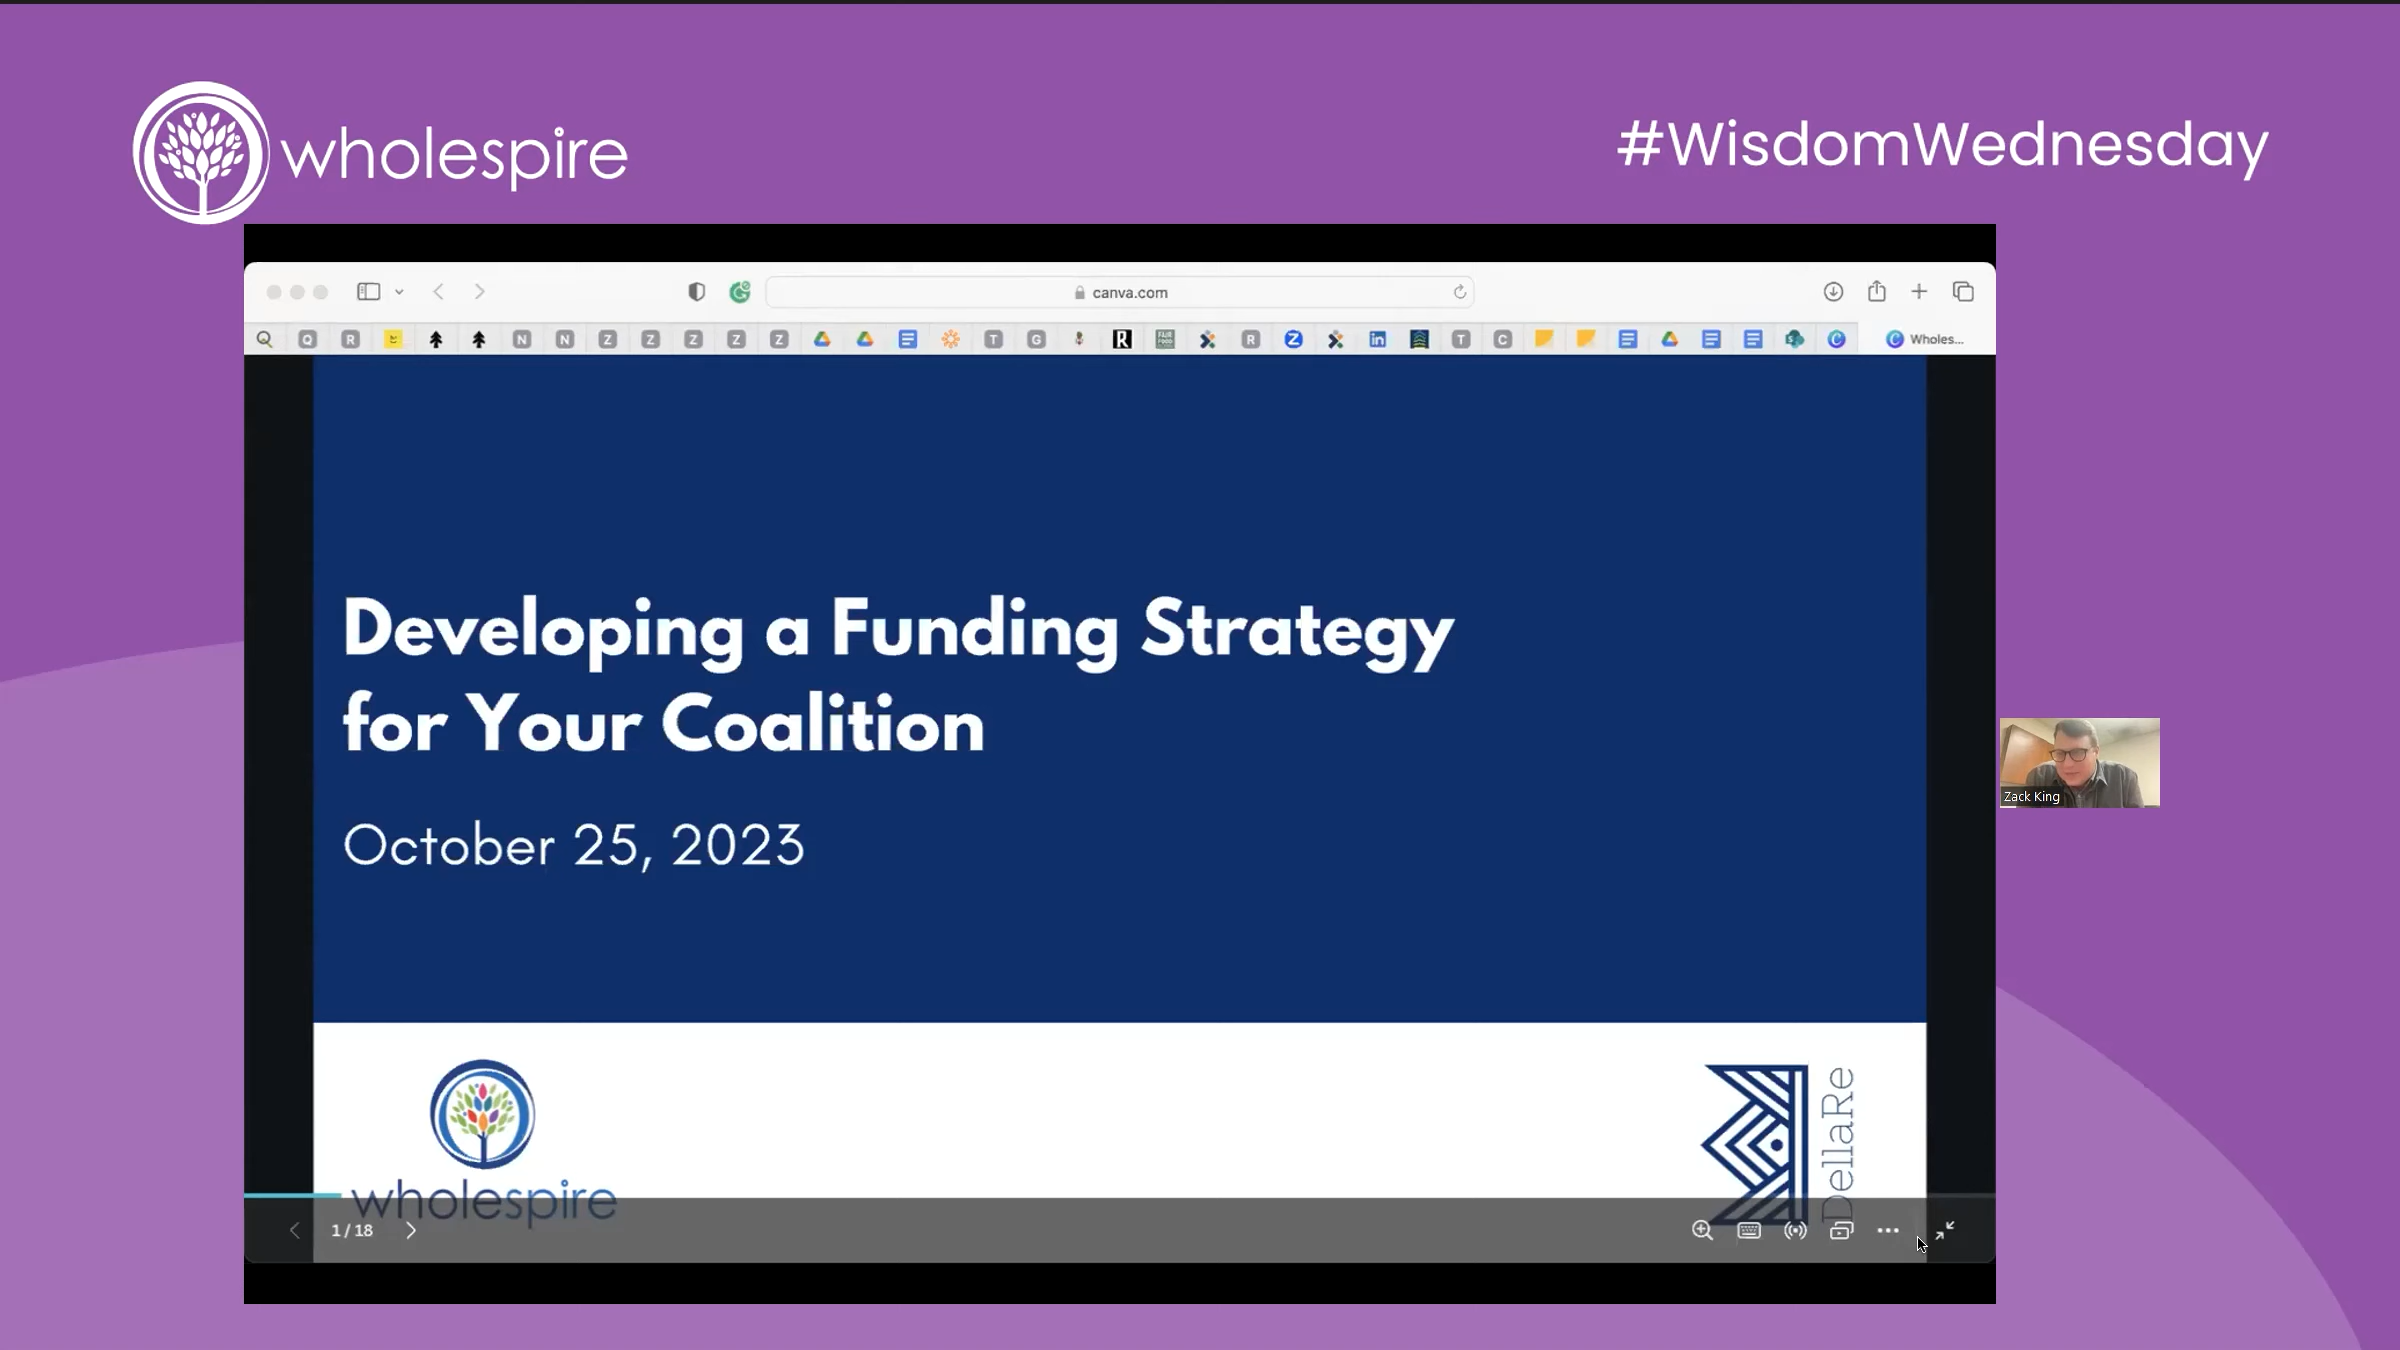 wholespire
#WisdomWednesday
canva.com
Q R N N Z Z Z Z Z T G R R Z in T C C Wholes...
Developing a Funding Strategy
for Your Coalition
October 25, 2023
Zack King
wholespire
DellaRe
1 / 18